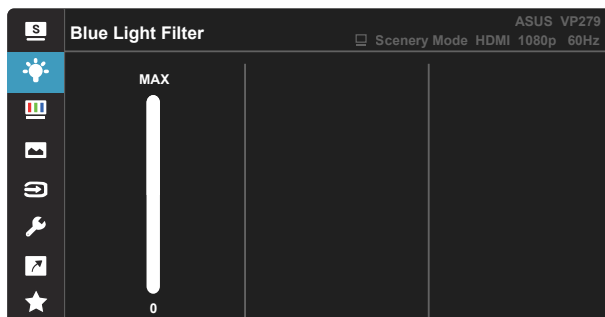 S
Blue Light Filter
ASUS VP279
Scenery Mode HDMI 1080p 60Hz
MAX
0